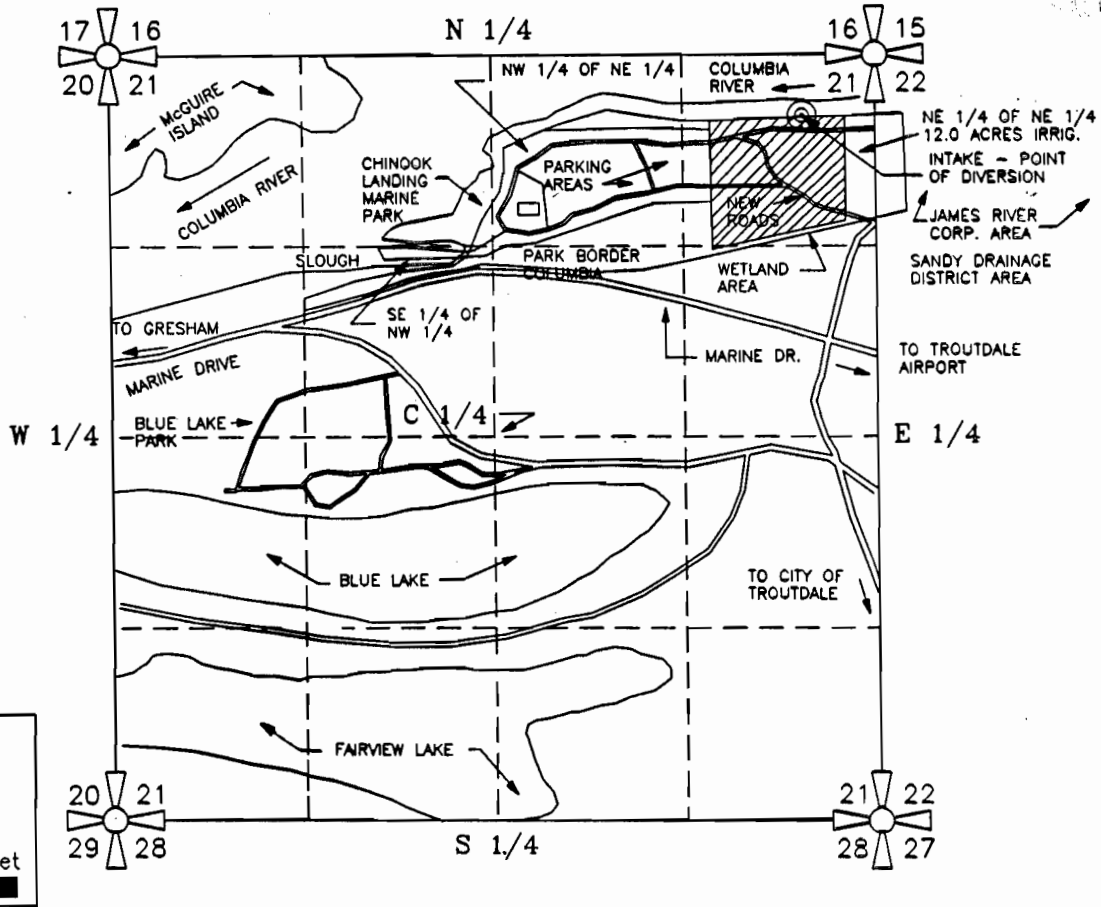 N 1/4
17 16
20 21
16 15
21 22
NW 1/4 OF NE 1/4
COLUMBIA
RIVER
McGUIRE
ISLAND
COLUMBIA RIVER
CHINOOK
LANDING
MARINE
PARK
PARKING
AREAS
NEW
ROADS
NE 1/4 OF NE 1/4
12.0 ACRES IRRIG.
INTAKE - POINT
OF DIVERSION
JAMES RIVER
CORP. AREA
SANDY DRAINAGE
DISTRICT AREA
SLOUGH
PARK BORDER
COLUMBIA
WETLAND
AREA
SE 1/4 OF
NW 1/4
TO GRESHAM
MARINE DRIVE
MARINE DR.
TO TROUTDALE
AIRPORT
BLUE LAKE
PARK
C 1/4
W 1/4
E 1/4
BLUE LAKE
TO CITY OF
TROUTDALE
FAIRVIEW LAKE
20 21
29 28
21 22
28 27
S 1/4
et